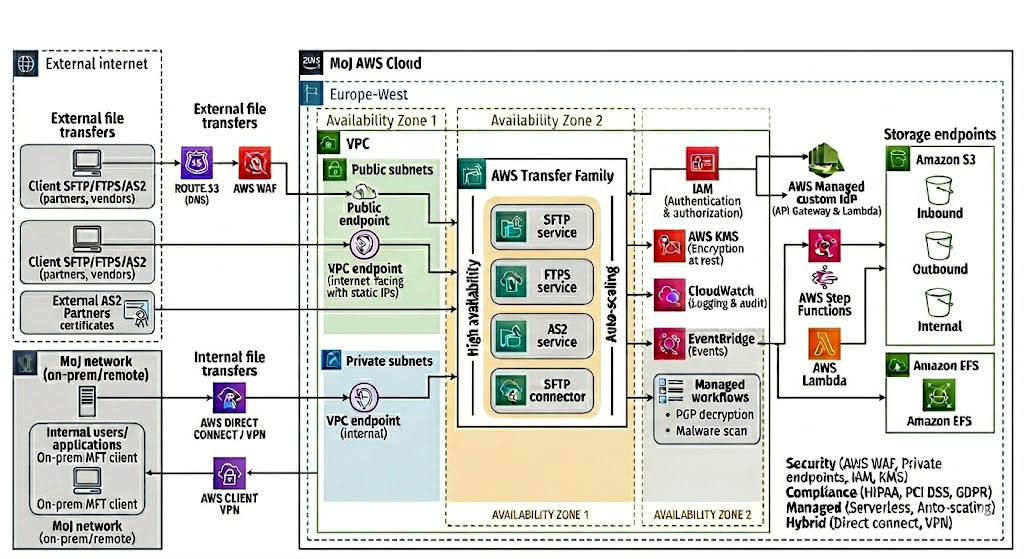 External internet
External file
transfers
Client SFTP/FTPS/AS2
(partners, vendors)
Client SFTP/FTPS/AS2
(partners, vendors)
External AS2
Partners
certificates
External file
transfers
ROUTE.53
(DNS)
AWS WAF
MoJ network
(on-prem/remote)
Internal users/
applications
On-prem MFT client
On-prem MFT client
MoJ network
(on-prem/remote)
Internal file
transfers
AWS DIRECT
CONNECT / VPN
AWS CLIENT
VPN
aws
MoJ AWS Cloud
Europe-West
Availability Zone 1
VPC
Public subnets
Public
endpoint
VPC endpoint
(internet facing
with static IPs)
Private subnets
VPC endpoint
(internal)
Availability Zone 2
AWS Transfer Family
High availability
SFTP
service
FTPS
service
AS2
service
SFTP
connector
Auto-scaling
AVAILABILITY ZONE 1
IAM
(Authentication
& authorization)
AWS KMS
(Encryption
at rest)
CloudWatch
(Logging & audit)
EventBridge
(Events)
Managed
workflows
• PGP decryption
• Malware scan
AVAILABILITY ZONE 2
AWS Managed
custom IdP
(API Gateway & Lambda)
AWS Step
Functions
AWS
Lambda
Storage endpoints
Amazon S3
Inbound
Outbound
Internal
Amazon EFS
Amazon EFS
Security (AWS WAF, Private
endpoints, IAM, KMS)
Compliance (HIPAA, PCI DSS, GDPR)
Managed (Serverless, Auto-scaling)
Hybrid (Direct connect, VPN)